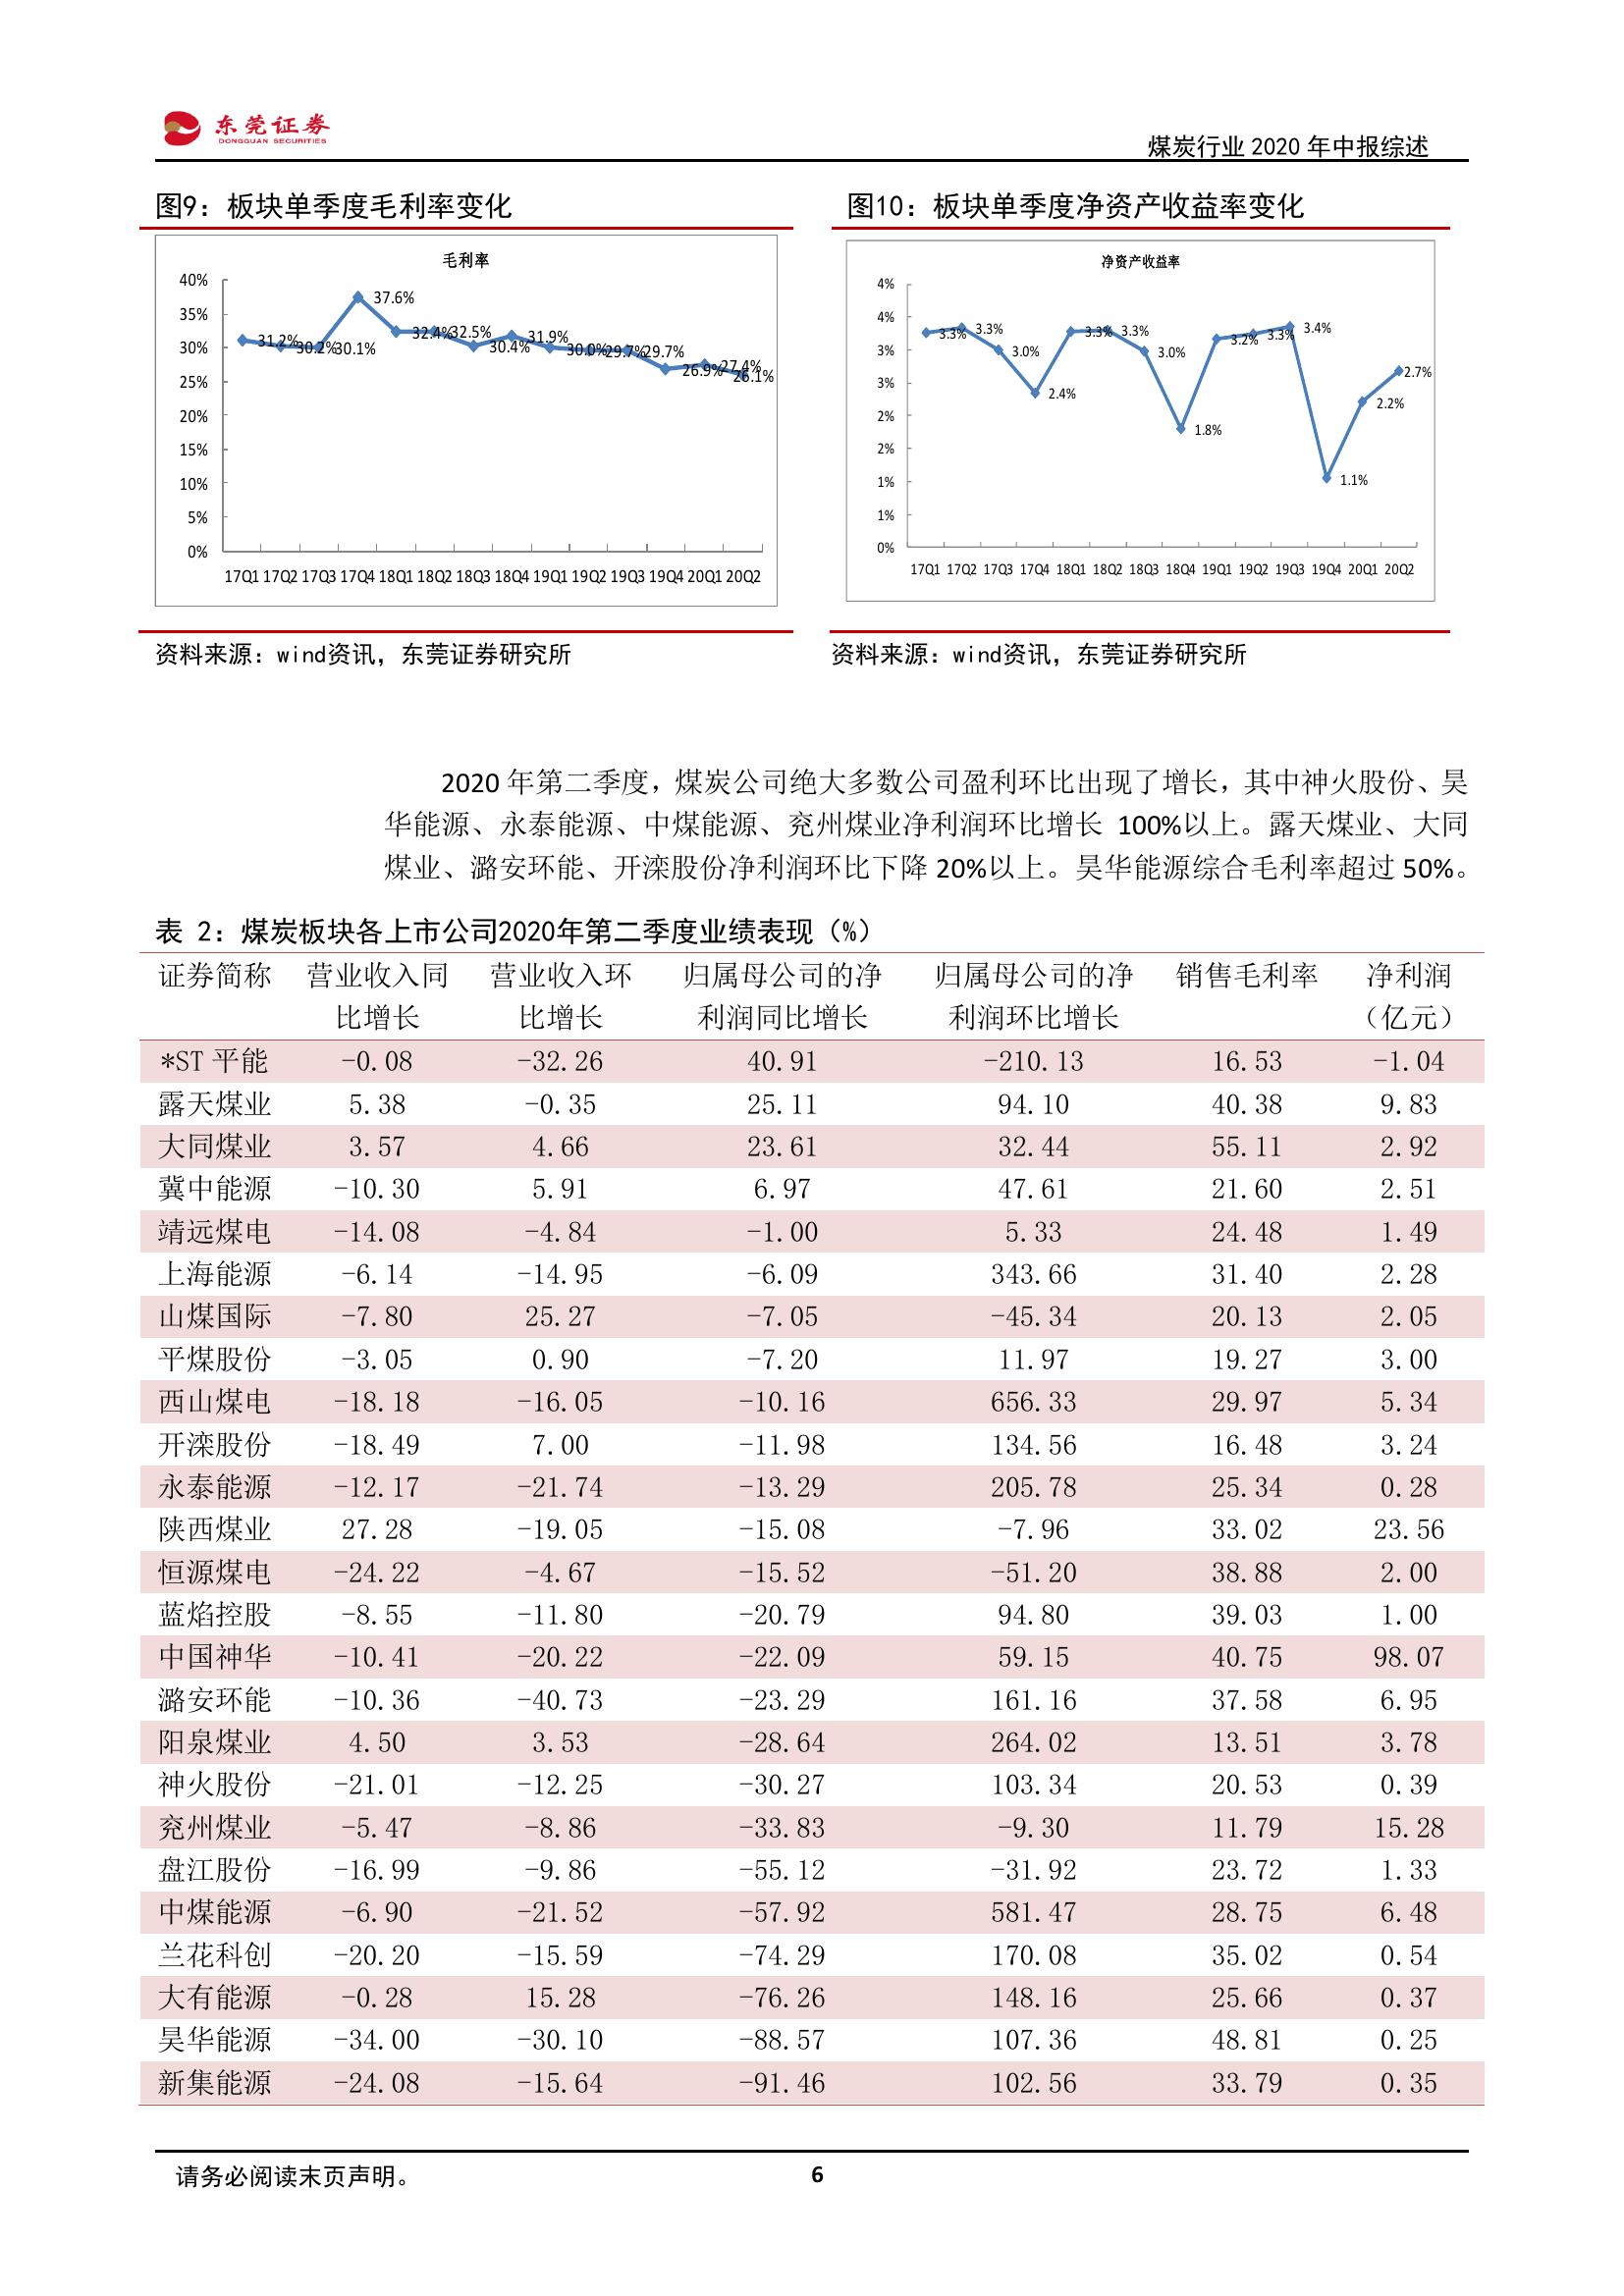 东莞证券
DONGGUAN SECURITIES
煤炭行业 2020 年中报综述
图9：板块单季度毛利率变化
毛利率
40%
35%
30%
25%
20%
15%
10%
5%
0%
31.2%
30.2%
30.1%
37.6%
32.4%
32.5%
30.4%
31.9%
30.0%
29.7%
29.7%
26.9%
27.4%
26.1%
17Q1 17Q2 17Q3 17Q4 18Q1 18Q2 18Q3 18Q4 19Q1 19Q2 19Q3 19Q4 20Q1 20Q2
资料来源：wind资讯，东莞证券研究所
图10：板块单季度净资产收益率变化
净资产收益率
4%
4%
3%
3%
2%
2%
1%
1%
0%
3.3%
3.3%
3.0%
2.4%
3.3%
3.3%
3.0%
1.8%
3.2%
3.3%
3.4%
1.1%
2.2%
2.7%
17Q1 17Q2 17Q3 17Q4 18Q1 18Q2 18Q3 18Q4 19Q1 19Q2 19Q3 19Q4 20Q1 20Q2
资料来源：wind资讯，东莞证券研究所
2020 年第二季度，煤炭公司绝大多数公司盈利环比出现了增长，其中神火股份、昊
华能源、永泰能源、中煤能源、兖州煤业净利润环比增长 100%以上。露天煤业、大同
煤业、潞安环能、开滦股份净利润环比下降 20%以上。昊华能源综合毛利率超过 50%。
表 2：煤炭板块各上市公司2020年第二季度业绩表现（%）
证券简称 营业收入同 营业收入环 归属母公司的净 归属母公司的净 销售毛利率 净利润
比增长 比增长 利润同比增长 利润环比增长 （亿元）
*ST 平能 -0.08 -32.26 40.91 -210.13 16.53 -1.04
露天煤业 5.38 -0.35 25.11 94.10 40.38 9.83
大同煤业 3.57 4.66 23.61 32.44 55.11 2.92
冀中能源 -10.30 5.91 6.97 47.61 21.60 2.51
靖远煤电 -14.08 -4.84 -1.00 5.33 24.48 1.49
上海能源 -6.14 -14.95 -6.09 343.66 31.40 2.28
山煤国际 -7.80 25.27 -7.05 -45.34 20.13 2.05
平煤股份 -3.05 0.90 -7.20 11.97 19.27 3.00
西山煤电 -18.18 -16.05 -10.16 656.33 29.97 5.34
开滦股份 -18.49 7.00 -11.98 134.56 16.48 3.24
永泰能源 -12.17 -21.74 -13.29 205.78 25.34 0.28
陕西煤业 27.28 -19.05 -15.08 -7.96 33.02 23.56
恒源煤电 -24.22 -4.67 -15.52 -51.20 38.88 2.00
蓝焰控股 -8.55 -11.80 -20.79 94.80 39.03 1.00
中国神华 -10.41 -20.22 -22.09 59.15 40.75 98.07
潞安环能 -10.36 -40.73 -23.29 161.16 37.58 6.95
阳泉煤业 4.50 3.53 -28.64 264.02 13.51 3.78
神火股份 -21.01 -12.25 -30.27 103.34 20.53 0.39
兖州煤业 -5.47 -8.86 -33.83 -9.30 11.79 15.28
盘江股份 -16.99 -9.86 -55.12 -31.92 23.72 1.33
中煤能源 -6.90 -21.52 -57.92 581.47 28.75 6.48
兰花科创 -20.20 -15.59 -74.29 170.08 35.02 0.54
大有能源 -0.28 15.28 -76.26 148.16 25.66 0.37
昊华能源 -34.00 -30.10 -88.57 107.36 48.81 0.25
新集能源 -24.08 -15.64 -91.46 102.56 33.79 0.35
请务必阅读末页声明。
6